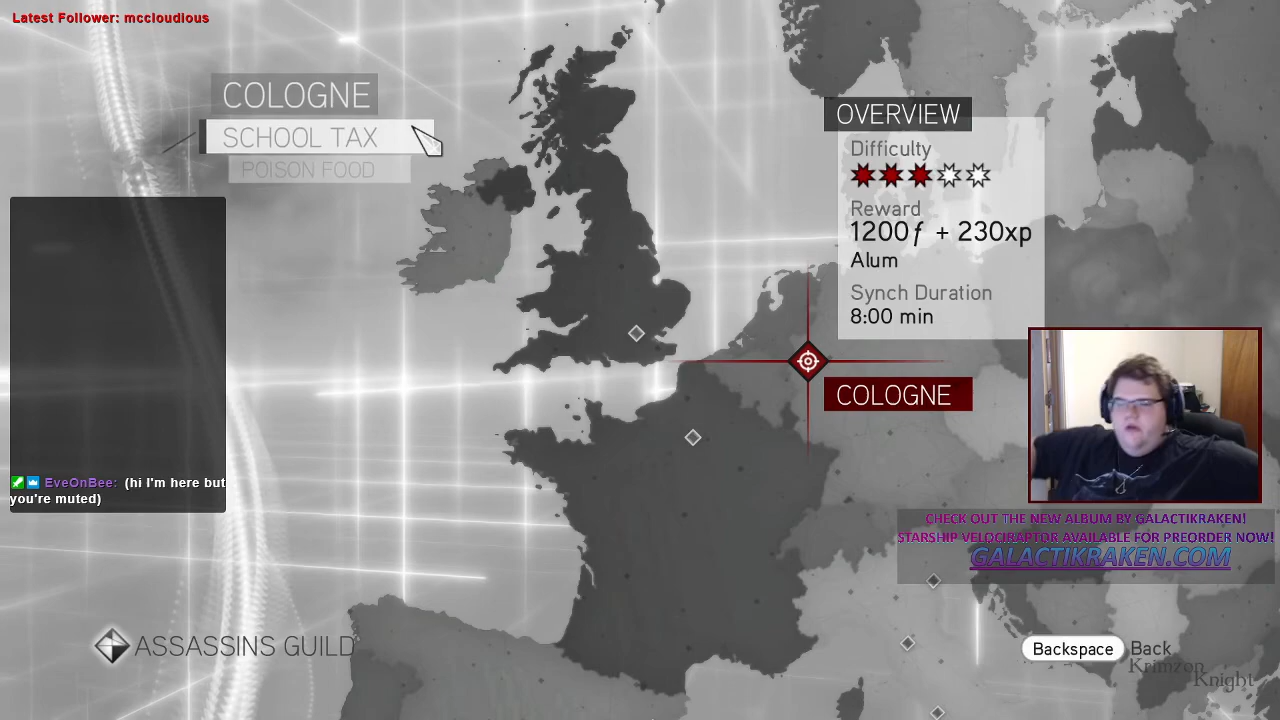 Latest Follower: mccloudious
COLOGNE
SCHOOL TAX
POISON FOOD
OVERVIEW
Difficulty
Reward
1200ƒ + 230xp
Alum
Synch Duration
8:00 min
COLOGNE
EveOnBee: (hi I'm here but
you're muted)
CHECK OUT THE NEW ALBUM BY GALACTIKRAKEN!
STARSHIP VELOCIRAPTOR AVAILABLE FOR PREORDER NOW!
GALACTIKRAKEN.COM
ASSASSINS GUILD
Backspace Back
Krimzon
Knight